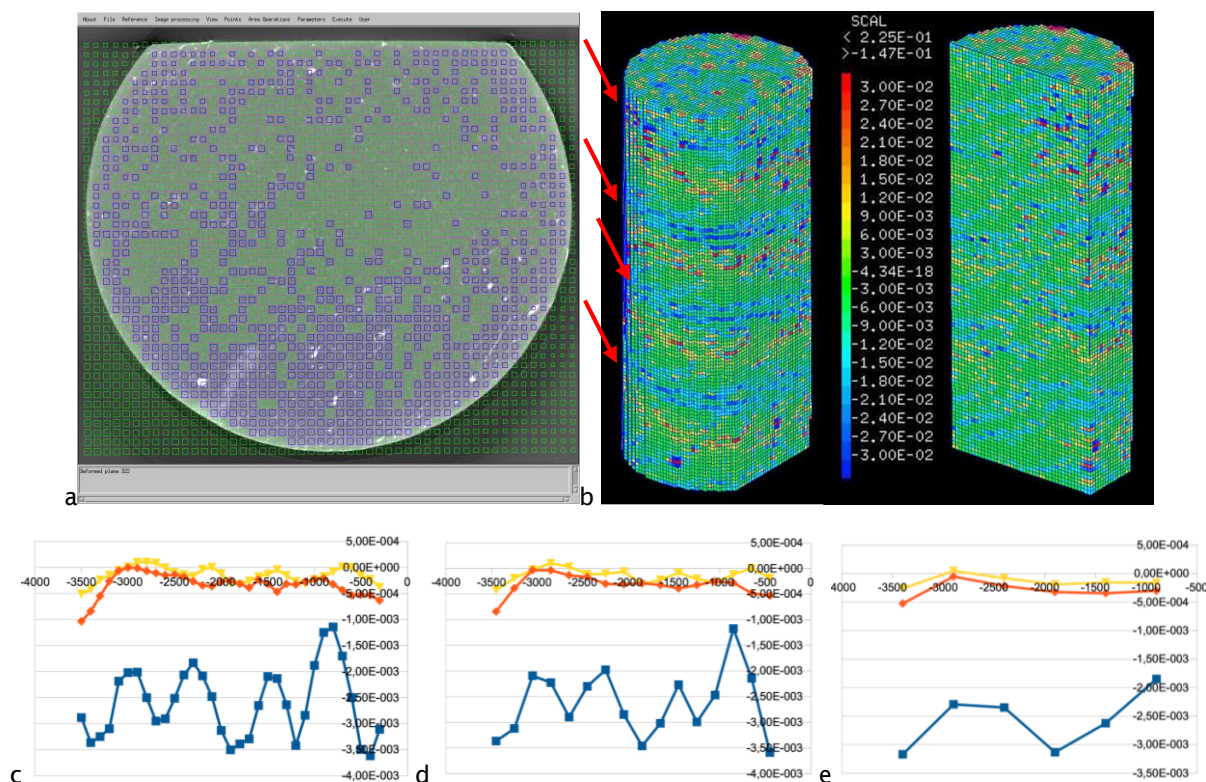 About File Reference Image processing View Points Area Operations Parameters Execute User
a
b
SCAL
< 2.25E-01
>-1.47E-01
3.00E-02
2.70E-02
2.40E-02
2.10E-02
1.80E-02
1.50E-02
1.20E-02
9.00E-03
6.00E-03
3.00E-03
-4.34E-18
-3.00E-03
-6.00E-03
-9.00E-03
-1.20E-02
-1.50E-02
-1.80E-02
-2.10E-02
-2.40E-02
-2.70E-02
-3.00E-02
5,00E-004
0,00E+000
-4000 -3500 -3000 -2500 -2000 -1500 -1000 -500 0
-5,00E-004
-1,00E-003
-1,50E-003
-2,00E-003
-2,50E-003
-3,00E-003
-3,50E-003
-4,00E-003
c
5,00E-004
0,00E+000
-4000 -3500 -3000 -2500 -2000 -1500 -1000 -500 0
-5,00E-004
-1,00E-003
-1,50E-003
-2,00E-003
-2,50E-003
-3,00E-003
-3,50E-003
-4,00E-003
d
5,00E-004
0,00E+000
4000 -3500 -3000 -2500 -2000 -1500 -1000 -500
-5,00E-004
-1,00E-003
-1,50E-003
-2,00E-003
-2,50E-003
-3,00E-003
-3,50E-003
e